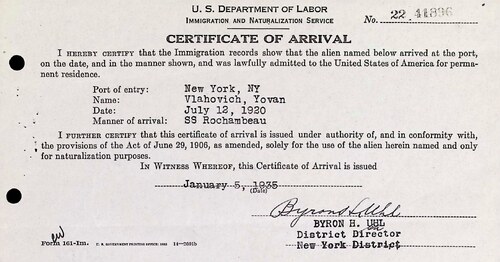 U. S. DEPARTMENT OF LABOR
IMMIGRATION AND NATURALIZATION SERVICE
No. 22 41896
CERTIFICATE OF ARRIVAL
I HEREBY CERTIFY that the Immigration records show that the alien named below arrived at the port,
on the date, and in the manner shown, and was lawfully admitted to the United States of America for perma-
nent residence.
Port of entry: New York, NY
Name: Vlahovich, Yovan
Date: July 12, 1920
Manner of arrival: SS Rochambeau
I FURTHER CERTIFY that this certificate of arrival is issued under authority of, and in conformity with,
the provisions of the Act of June 29, 1906, as amended, solely for the use of the alien herein named and only
for naturalization purposes.
IN WITNESS WHEREOF, this Certificate of Arrival is issued
January 5, 1935
(Date)
Byron H. Uhl
BYRON H. UHL
District Director
New York District
Form 161-Im. U. S. GOVERNMENT PRINTING OFFICE